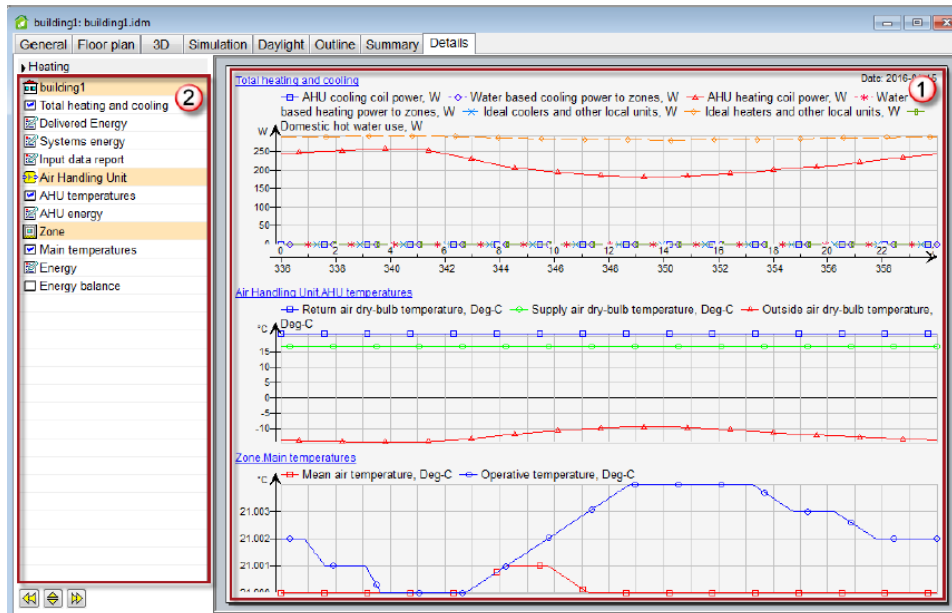 building1: building1.idm
General Floor plan 3D Simulation Daylight Outline Summary Details
Heating
building1
Total heating and cooling
2
Delivered Energy
Systems energy
Input data report
Air Handling Unit
AHU temperatures
AHU energy
Zone
Main temperatures
Energy
Energy balance
Total heating and cooling
1
AHU cooling coil power, W Water based cooling power to zones, W AHU heating coil power, W Water
based heating power to zones, W Ideal coolers and other local units, W Ideal heaters and other local units, W
W Domestic hot water use, W
250
200
150
100
50
0 2 4 6 8 10 12 14 16 18 20 22
338 338 340 342 344 346 348 350 352 354 356 358
Air Handling Unit.AHU temperatures
Return air dry-bulb temperature, Deg-C Supply air dry-bulb temperature, Deg-C Outside air dry-bulb temperature,
°C Deg-C
15
10
5
0
-5
-10
Zone.Main temperatures
°C Mean air temperature, Deg-C Operative temperature, Deg-C
21.003
21.002
21.001
21.000